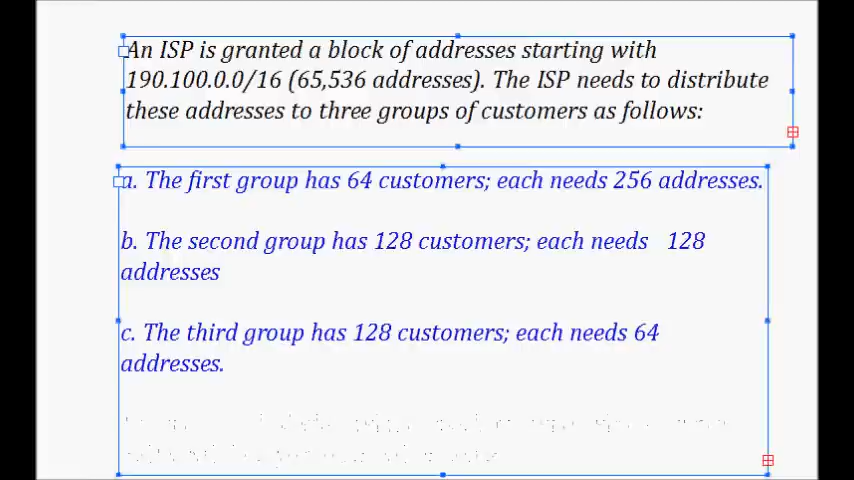 An ISP is granted a block of addresses starting with
190.100.0.0/16 (65,536 addresses). The ISP needs to distribute
these addresses to three groups of customers as follows:
a. The first group has 64 customers; each needs 256 addresses.
b. The second group has 128 customers; each needs 128
addresses
c. The third group has 128 customers; each needs 64
addresses.